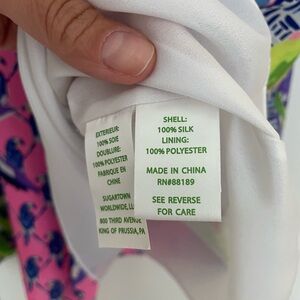 EXTERIEUR:
100% SOIE
DOUBLURE:
100% POLYESTER
FABRIQUE EN
CHINE
SUGARTOWN
WORLDWIDE, LL
800 THIRD AVENUE
KING OF PRUSSIA, PA
SHELL:
100% SILK
LINING:
100% POLYESTER
MADE IN CHINA
RN#88189
SEE REVERSE
FOR CARE